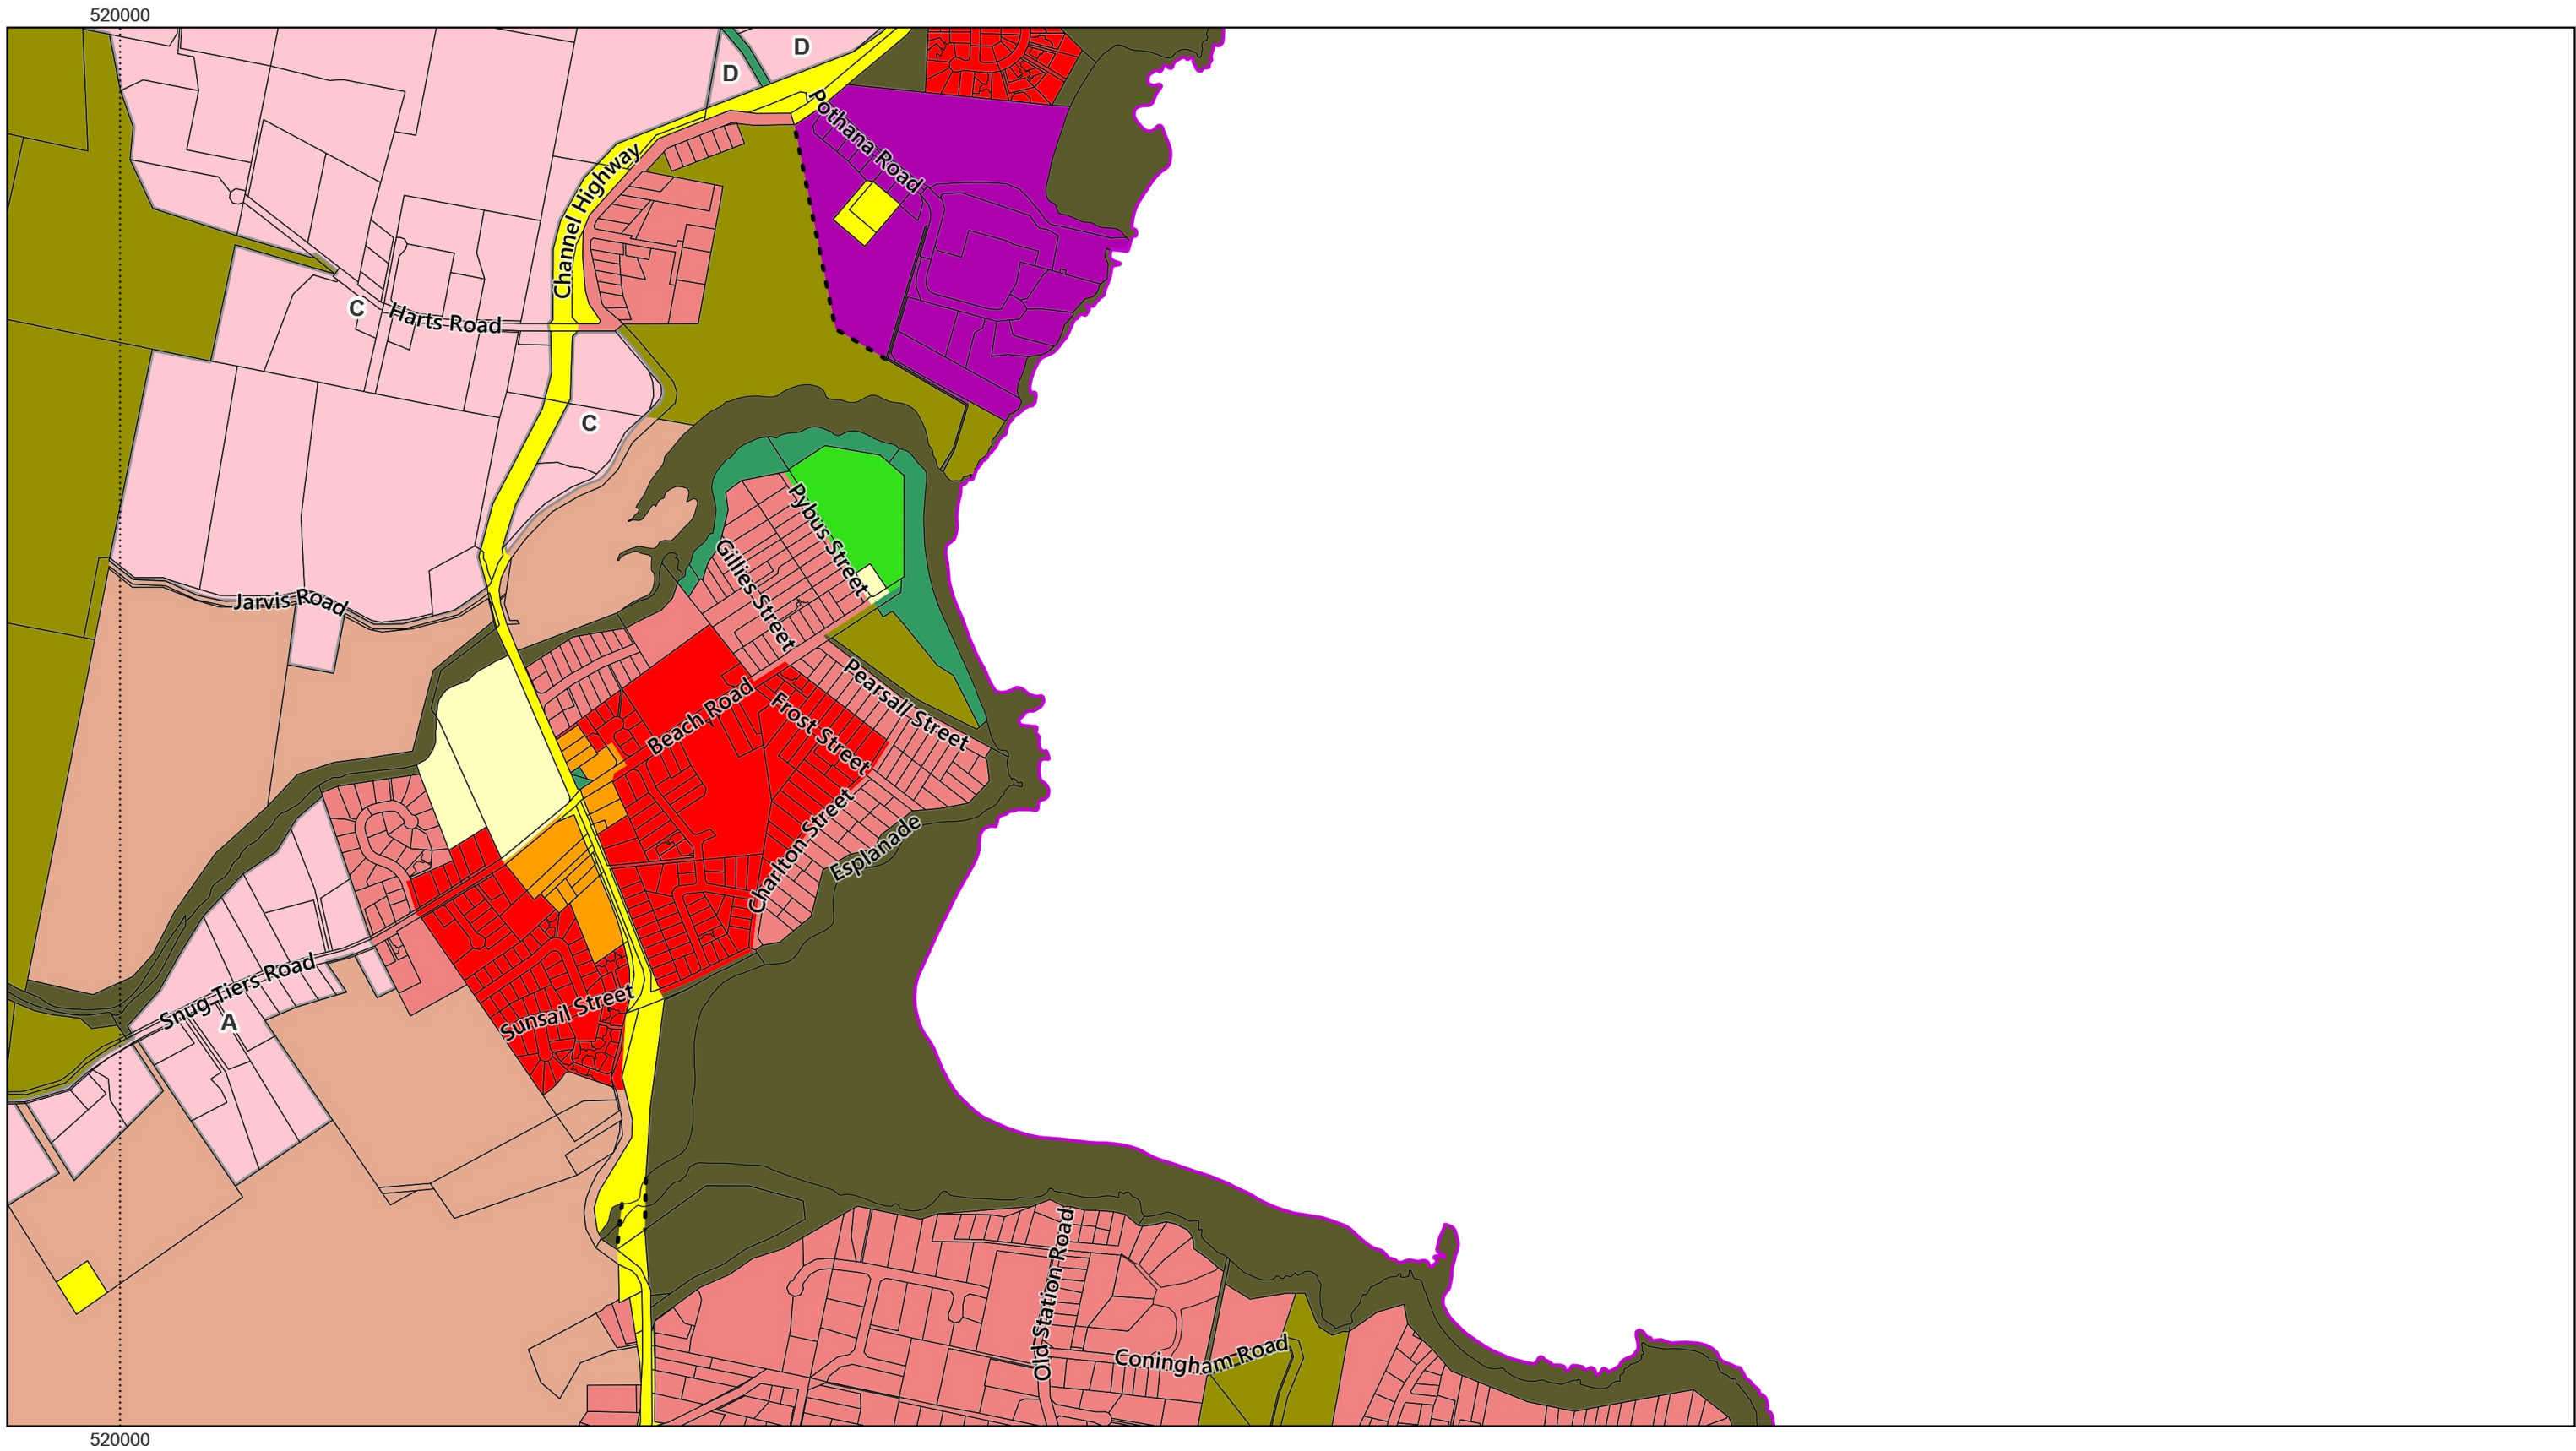 520000
D
D
Pothana Road
Channel Highway
C
Harts Road
C
Pybus Street
Gillies Street
Jarvis Road
Pearsall Street
Beach Road
Frost Street
Charlton Street
Esplanade
Snug Tiers Road
A
Sunsail Street
Old Station Road
Coningham Road
520000